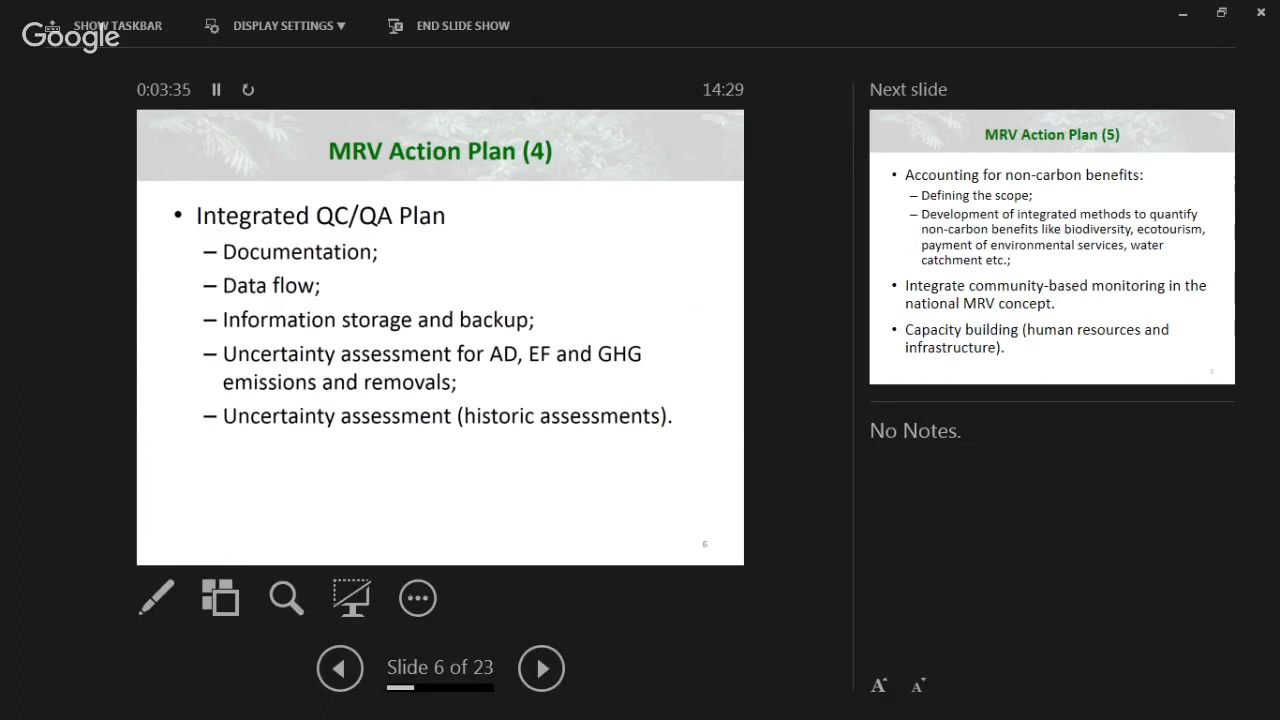 SHOW TASKBAR
DISPLAY SETTINGS ▼
END SLIDE SHOW
Google
0:03:35
14:29
MRV Action Plan (4)
• Integrated QC/QA Plan
– Documentation;
– Data flow;
– Information storage and backup;
– Uncertainty assessment for AD, EF and GHG
emissions and removals;
– Uncertainty assessment (historic assessments).
6
Slide 6 of 23
Next slide
MRV Action Plan (5)
• Accounting for non-carbon benefits:
– Defining the scope;
– Development of integrated methods to quantify
non-carbon benefits like biodiversity, ecotourism,
payment of environmental services, water
catchment etc.;
• Integrate community-based monitoring in the
national MRV concept.
• Capacity building (human resources and
infrastructure).
7
No Notes.
A A